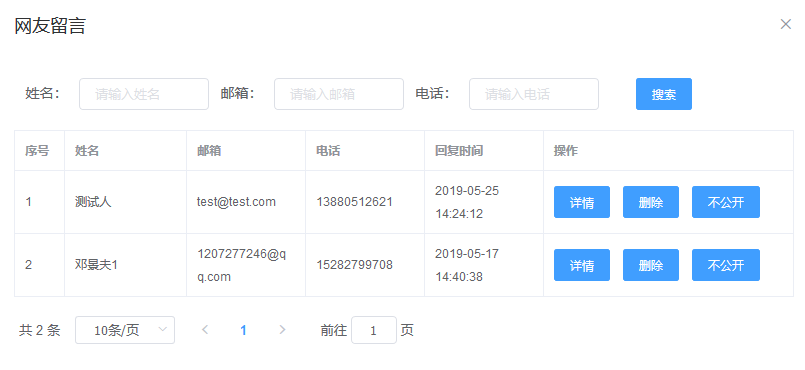 网友留言
姓名： 请输入姓名 邮箱： 请输入邮箱 电话： 请输入电话 搜索
序号 姓名 邮箱 电话 回复时间 操作
1 测试人 test@test.com 13880512621 2019-05-25 14:24:12 详情 删除 不公开
2 邓景夫1 1207277246@qq.com 15282799708 2019-05-17 14:40:38 详情 删除 不公开
共 2 条 10条/页 1 前往 1 页